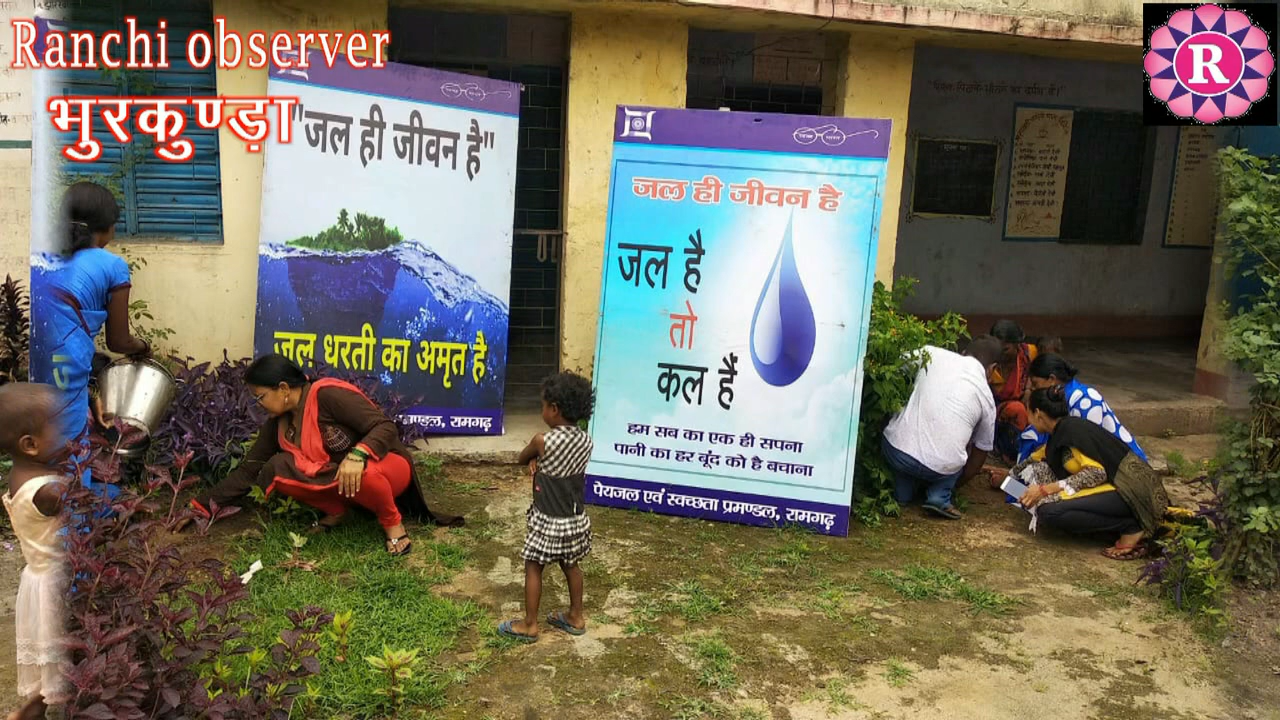 Ranchi observer
भुरकुण्ड़ा
R
"जल ही जीवन है"
जल धरती का अमृत है
रामगढ़
जल ही जीवन है
जल है
तो
कल हैं
हम सब का एक ही सपना
पानी का हर बूंद को है बचाना
पेयजल एवं स्वच्छता प्रमण्डल, रामगढ़